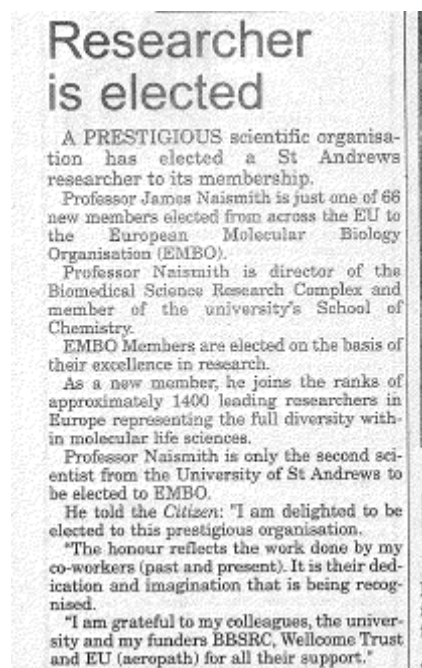 Researcher
is elected
A PRESTIGIOUS scientific organisa-
tion has elected a St Andrews
researcher to its membership.
Professor James Naismith is just one of 66
new members elected from across the EU to
the European Molecular Biology
Organisation (EMBO).
Professor Naismith is director of the
Biomedical Science Research Complex and
member of the university's School of
Chemistry.
EMBO Members are elected on the basis of
their excellence in research.
As a new member, he joins the ranks of
approximately 1400 leading researchers in
Europe representing the full diversity with-
in molecular life sciences.
Professor Naismith is only the second sci-
entist from the University of St Andrews to
be elected to EMBO.
He told the Citizen: "I am delighted to be
elected to this prestigious organisation.
"The honour reflects the work done by my
co-workers (past and present). It is their ded-
ication and imagination that is being recog-
nised.
"I am grateful to my colleagues, the univer-
sity and my funders BBSRC, Wellcome Trust
and EU (aeropath) for all their support."